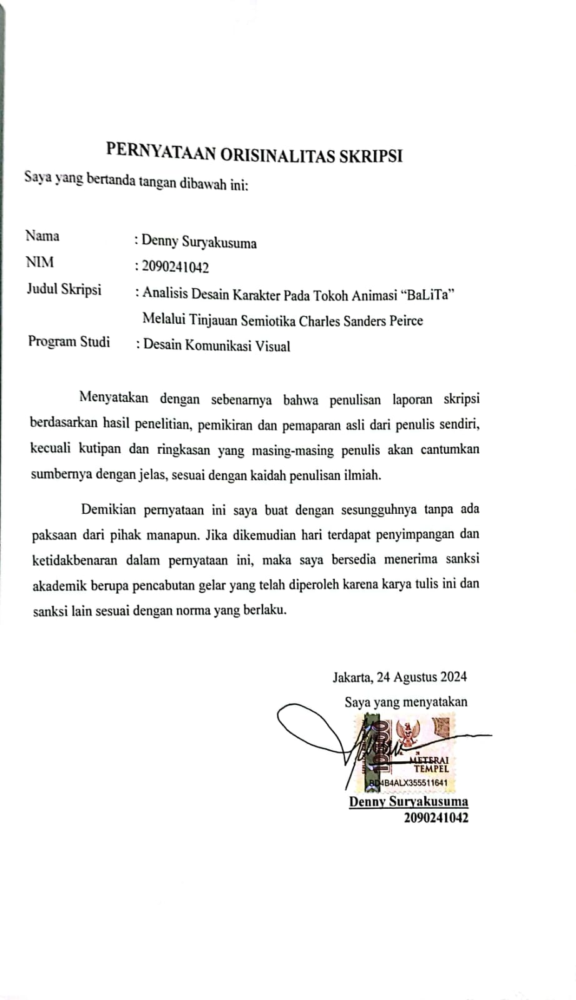 PERNYATAAN ORISINALITAS SKRIPSI
Saya yang bertanda tangan dibawah ini:
Nama : Denny Suryakusuma
NIM : 2090241042
Judul Skripsi : Analisis Desain Karakter Pada Tokoh Animasi “BaLiTa”
Melalui Tinjauan Semiotika Charles Sanders Peirce
Program Studi : Desain Komunikasi Visual
Menyatakan dengan sebenarnya bahwa penulisan laporan skripsi
berdasarkan hasil penelitian, pemikiran dan pemaparan asli dari penulis sendiri,
kecuali kutipan dan ringkasan yang masing-masing penulis akan cantumkan
sumbernya dengan jelas, sesuai dengan kaidah penulisan ilmiah.
Demikian pernyataan ini saya buat dengan sesungguhnya tanpa ada
paksaan dari pihak manapun. Jika dikemudian hari terdapat penyimpangan dan
ketidakbenaran dalam pernyataan ini, maka saya bersedia menerima sanksi
akademik berupa pencabutan gelar yang telah diperoleh karena karya tulis ini dan
sanksi lain sesuai dengan norma yang berlaku.
Jakarta, 24 Agustus 2024
Saya yang menyatakan
10000
METERAI
TEMPEL
BD4B4ALX355511641
Denny Suryakusuma
2090241042